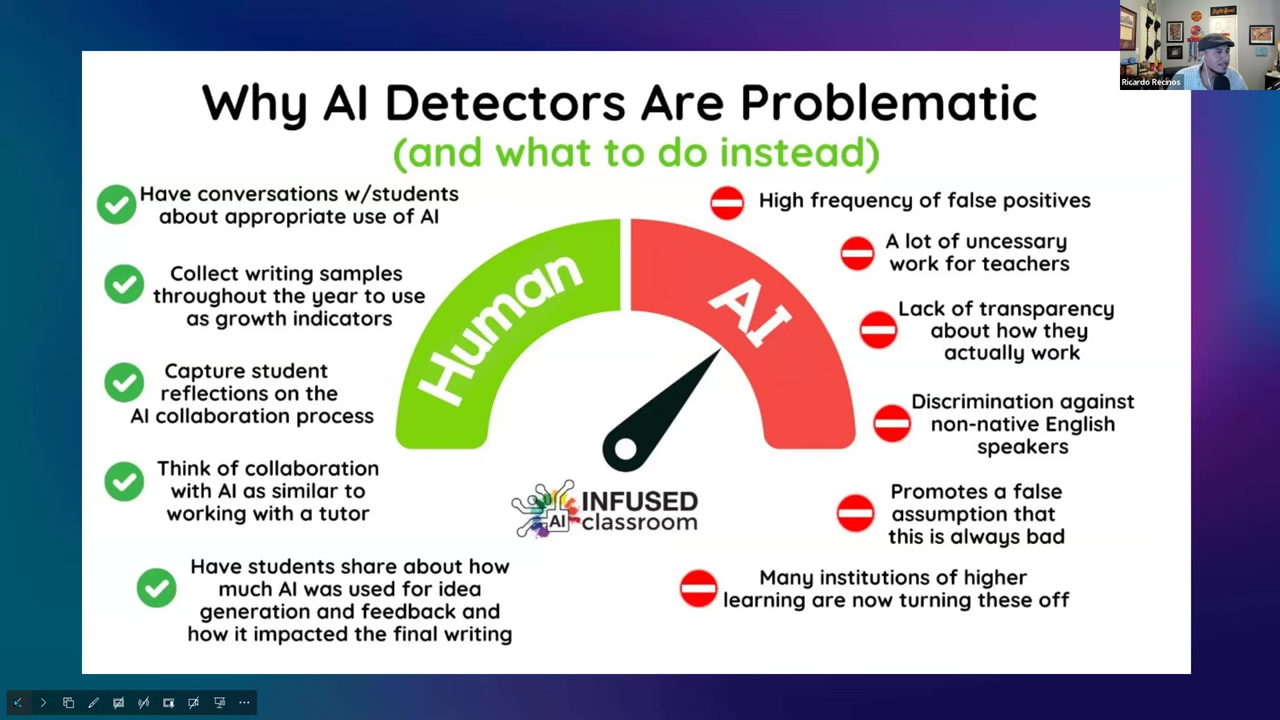 Ricardo Recinos
Why AI Detectors Are Problematic
(and what to do instead)
Have conversations w/students
about appropriate use of AI
Collect writing samples
throughout the year to use
as growth indicators
Capture student
reflections on the
AI collaboration process
Think of collaboration
with AI as similar to
working with a tutor
Have students share about how
much AI was used for idea
generation and feedback and
how it impacted the final writing
Human
AI
AI
INFUSED
classroom
High frequency of false positives
A lot of uncessary
work for teachers
Lack of transparency
about how they
actually work
Discrimination against
non-native English
speakers
Promotes a false
assumption that
this is always bad
Many institutions of higher
learning are now turning these off